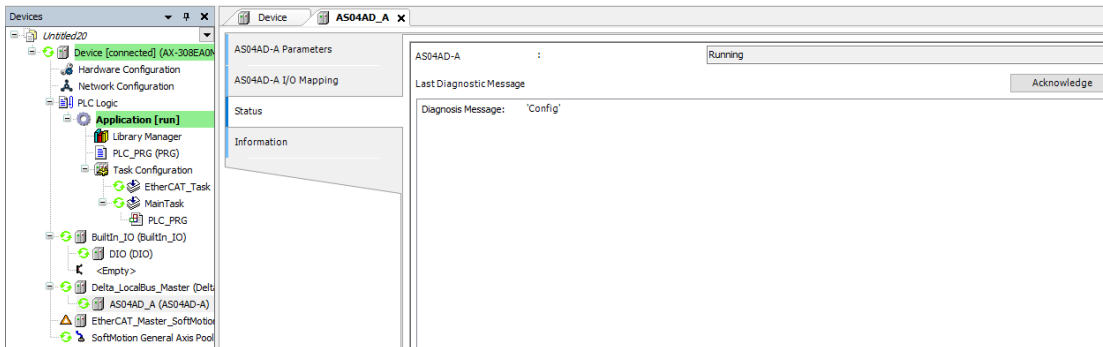 Devices
Untitled20
Device [connected] (AX-308EA0M
Hardware Configuration
Network Configuration
PLC Logic
Application [run]
Library Manager
PLC_PRG (PRG)
Task Configuration
EtherCAT_Task
MainTask
PLC_PRG
BuiltIn_IO (BuiltIn_IO)
DIO (DIO)
<Empty>
Delta_LocalBus_Master (Delt
AS04AD_A (AS04AD-A)
EtherCAT_Master_SoftMotion
SoftMotion General Axis Pool
Device
AS04AD_A
AS04AD-A Parameters
AS04AD-A I/O Mapping
Status
Information
AS04AD-A : Running
Last Diagnostic Message Acknowledge
Diagnosis Message: 'Config'